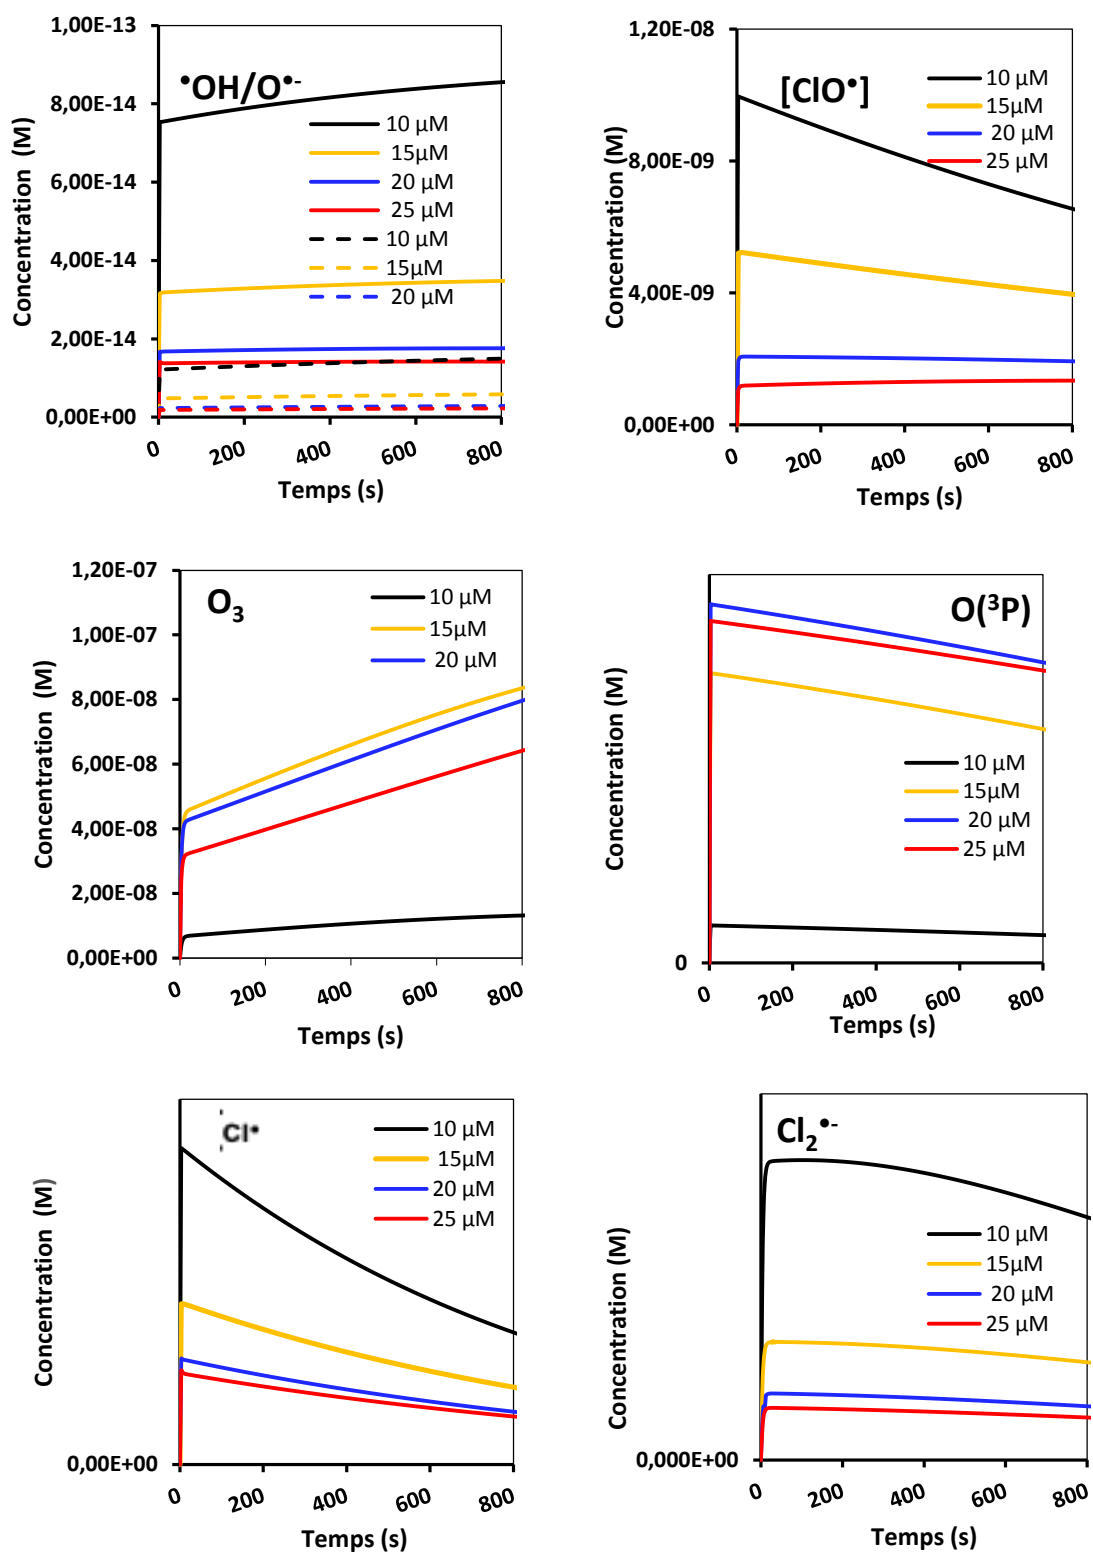 •OH/O•-
Concentration (M)
1,00E-13
8,00E-14
6,00E-14
4,00E-14
2,00E-14
0,00E+00
10 µM
15µM
20 µM
25 µM
10 µM
15µM
20 µM
0
200
400
600
800
Temps (s)
[ClO•]
Concentration (M)
1,20E-08
8,00E-09
4,00E-09
0,00E+00
10 µM
15µM
20 µM
25 µM
0
200
400
600
800
Temps (s)
O3
Concentration (M)
1,20E-07
1,00E-07
8,00E-08
6,00E-08
4,00E-08
2,00E-08
0,00E+00
10 µM
15µM
20 µM
0
200
400
600
800
Temps (s)
O(³P)
Concentration (M)
0
10 µM
15µM
20 µM
25 µM
0
200
400
600
800
Temps (s)
Cl•
Concentration (M)
0,00E+00
10 µM
15µM
20 µM
25 µM
0
200
400
600
800
Temps (s)
Cl2•-
Concentration (M)
0,000E+00
10 µM
15µM
20 µM
25 µM
0
200
400
600
800
Temps (s)